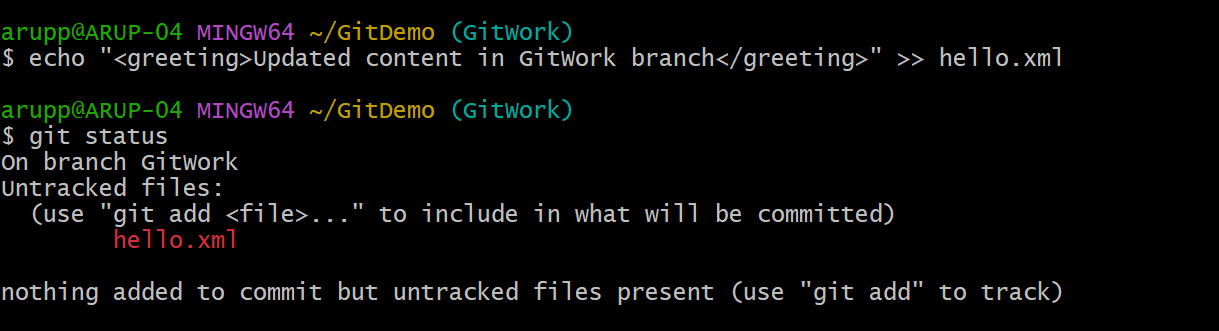 arupp@ARUP-04 MINGW64 ~/GitDemo (GitWork)
$ echo "<greeting>Updated content in GitWork branch</greeting>" >> hello.xml
arupp@ARUP-04 MINGW64 ~/GitDemo (GitWork)
$ git status
On branch GitWork
Untracked files:
  (use "git add <file>..." to include in what will be committed)
        hello.xml
nothing added to commit but untracked files present (use "git add" to track)